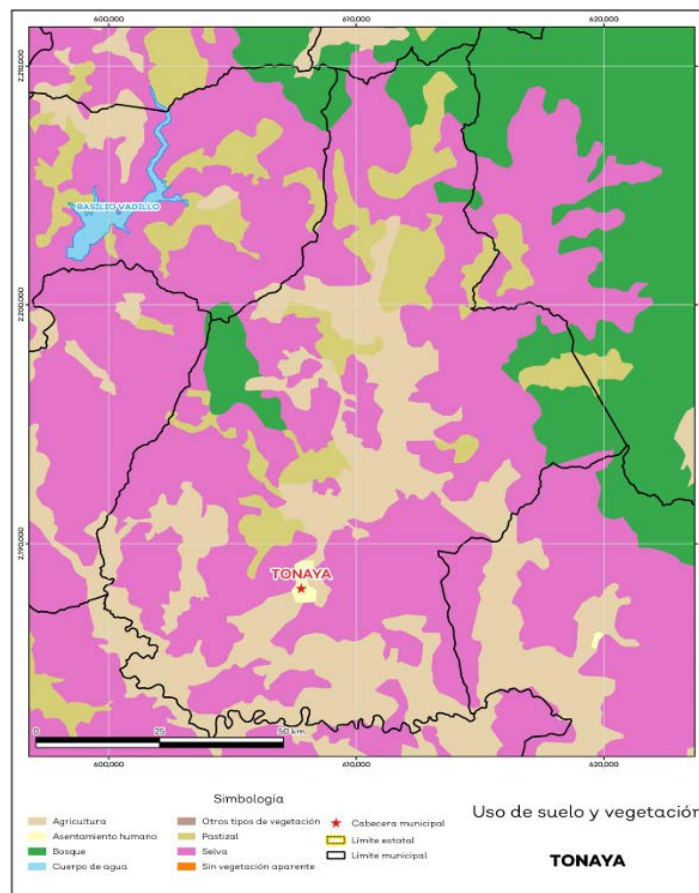 600,000 610,000 620,000
2,210,000
BASILIO VADILLO
2,200,000
2,190,000
TONAYA
0 25 50 km
600,000 610,000 620,000
Simbología
Agricultura
Asentamiento humano
Bosque
Cuerpo de agua
Otros tipos de vegetación
Pastizal
Selva
Sin vegetación aparente
Cabecera municipal
Límite estatal
Límite municipal
Uso de suelo y vegetación
TONAYA